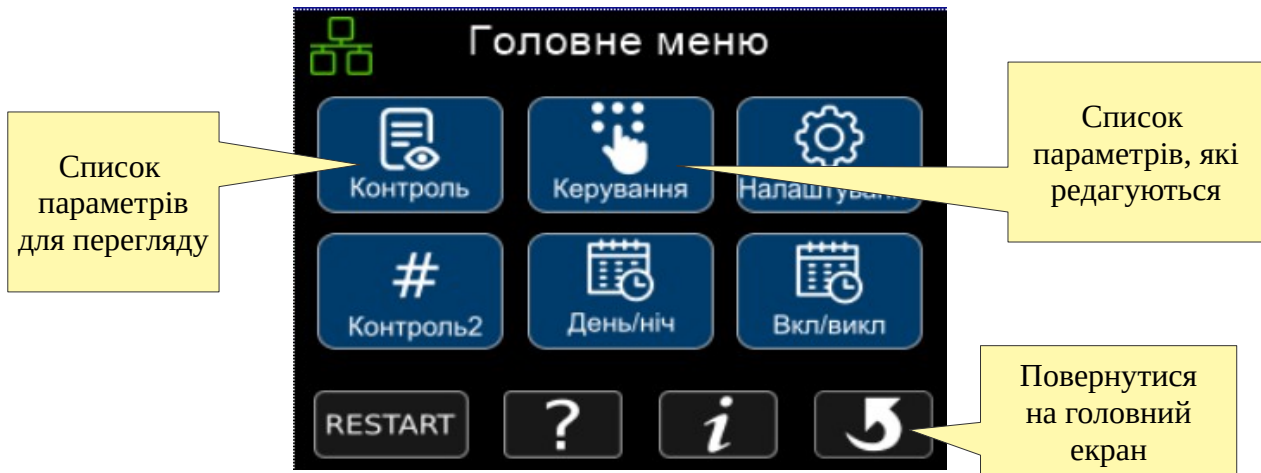 Головне меню
Список
параметрів
для перегляду
Контроль
Керування
Налаштування
Список
параметрів, які
редагуються
#
Контроль2
День/ніч
Вкл/викл
RESTART
?
i
Повернутися
на головний
екран